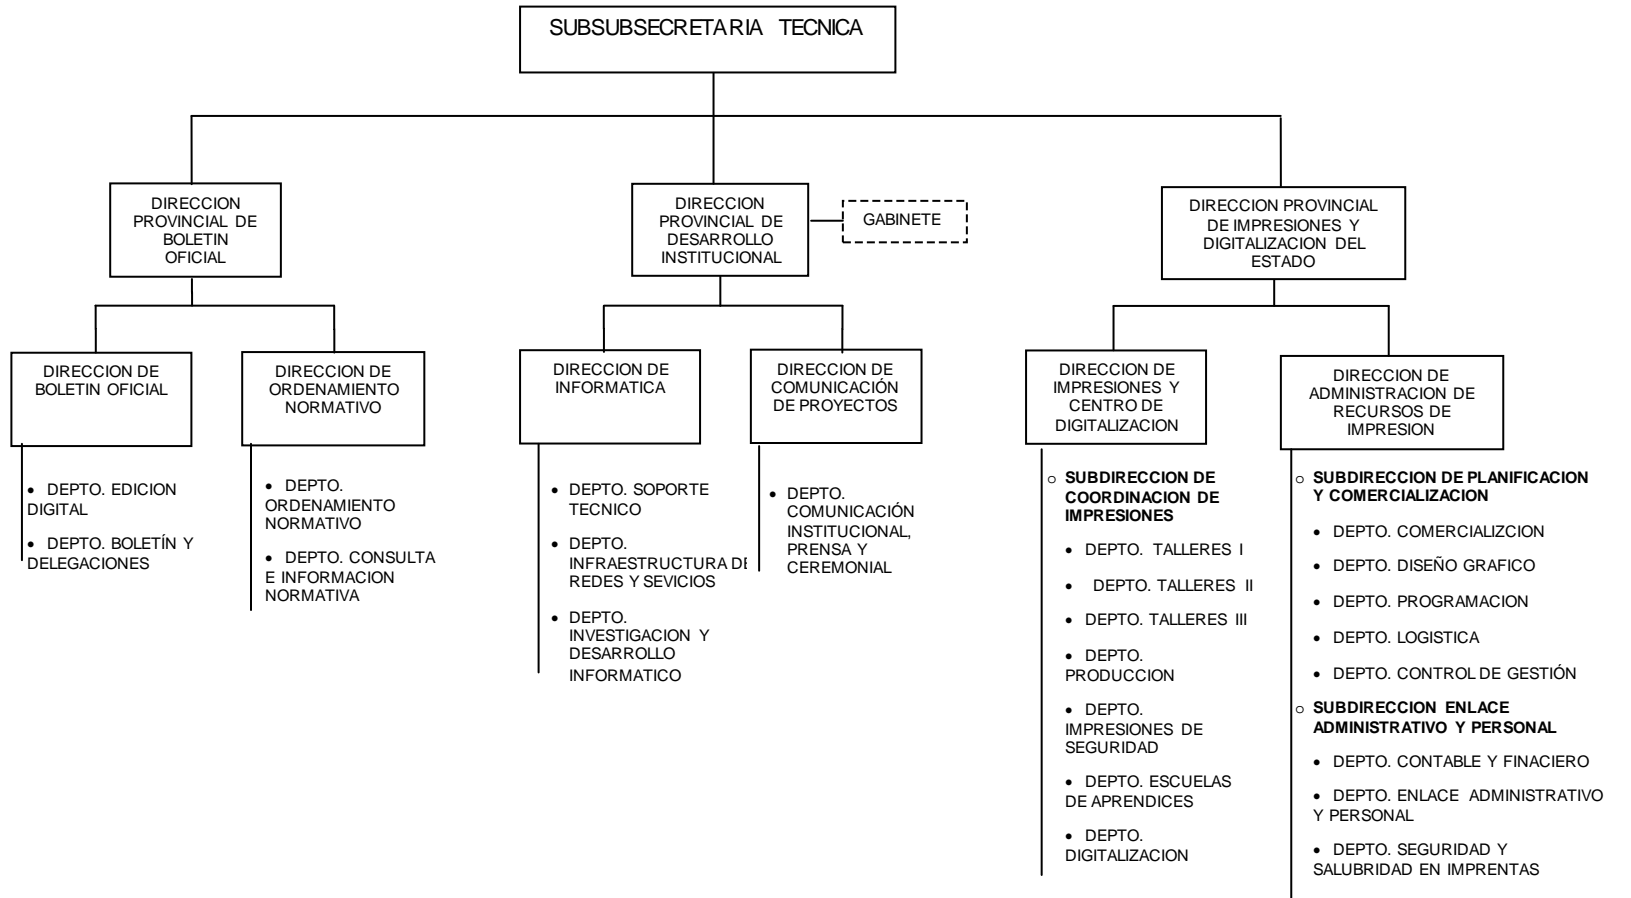 SUBSUBSECRETARIA TECNICA
DIRECCION
PROVINCIAL DE
BOLETIN
OFICIAL
DIRECCION
PROVINCIAL DE
DESARROLLO
INSTITUCIONAL
GABINETE
DIRECCION PROVINCIAL
DE IMPRESIONES Y
DIGITALIZACION DEL
ESTADO
DIRECCION DE
BOLETIN OFICIAL
DIRECCION DE
ORDENAMIENTO
NORMATIVO
DIRECCION DE
INFORMATICA
DIRECCION DE
COMUNICACIÓN
DE PROYECTOS
DIRECCION DE
IMPRESIONES Y
CENTRO DE
DIGITALIZACION
DIRECCION DE
ADMINISTRACION DE
RECURSOS DE
IMPRESION
• DEPTO. EDICION
DIGITAL
• DEPTO. BOLETÍN Y
DELEGACIONES
• DEPTO.
ORDENAMIENTO
NORMATIVO
• DEPTO. CONSULTA
E INFORMACION
NORMATIVA
• DEPTO. SOPORTE
TECNICO
• DEPTO.
INFRAESTRUCTURA DE
REDES Y SEVICIOS
• DEPTO.
INVESTIGACION Y
DESARROLLO
INFORMATICO
• DEPTO.
COMUNICACIÓN
INSTITUCIONAL,
PRENSA Y
CEREMONIAL
o SUBDIRECCION DE
COORDINACION DE
IMPRESIONES
• DEPTO. TALLERES I
• DEPTO. TALLERES II
• DEPTO. TALLERES III
• DEPTO.
PRODUCCION
• DEPTO.
IMPRESIONES DE
SEGURIDAD
• DEPTO. ESCUELAS
DE APRENDICES
• DEPTO.
DIGITALIZACION
o SUBDIRECCION DE PLANIFICACION
Y COMERCIALIZACION
• DEPTO. COMERCIALIZCION
• DEPTO. DISEÑO GRAFICO
• DEPTO. PROGRAMACION
• DEPTO. LOGISTICA
• DEPTO. CONTROL DE GESTIÓN
o SUBDIRECCION ENLACE
ADMINISTRATIVO Y PERSONAL
• DEPTO. CONTABLE Y FINACIERO
• DEPTO. ENLACE ADMINISTRATIVO
Y PERSONAL
• DEPTO. SEGURIDAD Y
SALUBRIDAD EN IMPRENTAS